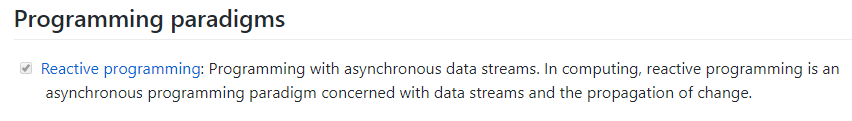 Programming paradigms
Reactive programming: Programming with asynchronous data streams. In computing, reactive programming is an
asynchronous programming paradigm concerned with data streams and the propagation of change.